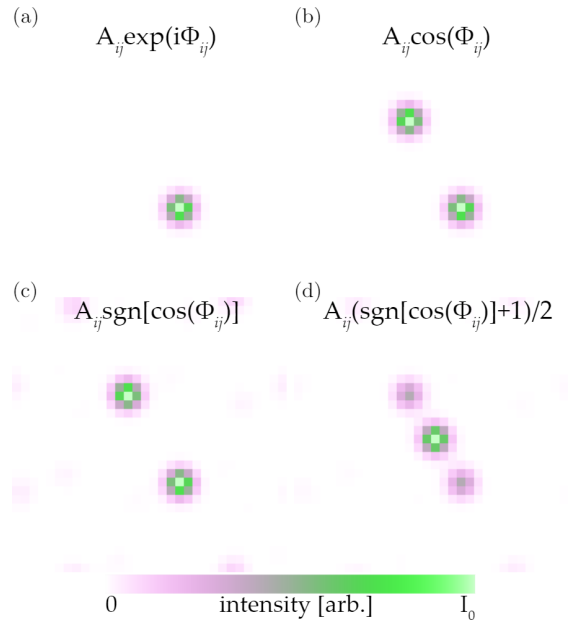 (a)
A_ij exp(iΦ_ij)
(b)
A_ij cos(Φ_ij)
(c)
A_ij sgn[cos(Φ_ij)]
(d)
A_ij (sgn[cos(Φ_ij)]+1)/2
0 intensity [arb.] I_0